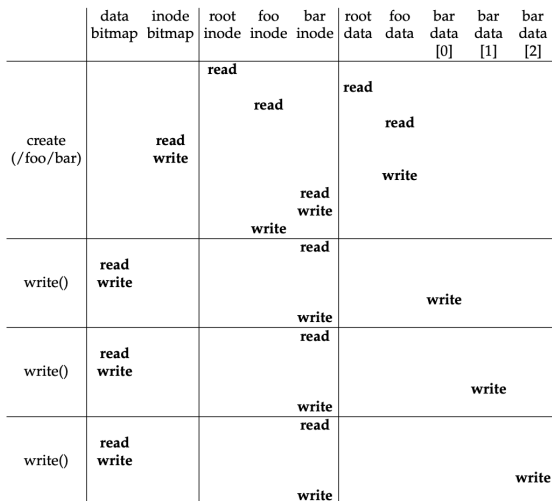 data inode root foo bar root foo bar bar bar
bitmap bitmap inode inode inode data data data data data
[0] [1] [2]
read
read
read
read
create read
(/foo/bar) write
write
read
write
write
read
read
write() write
write
write
read
read
write() write
write
write
read
read
write() write
write
write